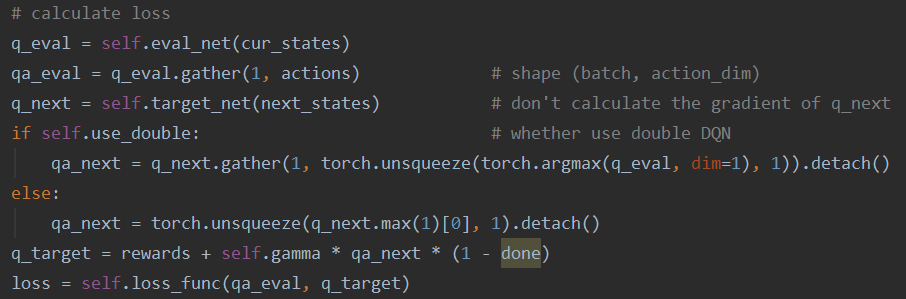 # calculate loss
q_eval = self.eval_net(cur_states)
qa_eval = q_eval.gather(1, actions) # shape (batch, action_dim)
q_next = self.target_net(next_states) # don't calculate the gradient of q_next
if self.use_double: # whether use double DQN
qa_next = q_next.gather(1, torch.unsqueeze(torch.argmax(q_eval, dim=1), 1)).detach()
else:
qa_next = torch.unsqueeze(q_next.max(1)[0], 1).detach()
q_target = rewards + self.gamma * qa_next * (1 - done)
loss = self.loss_func(qa_eval, q_target)